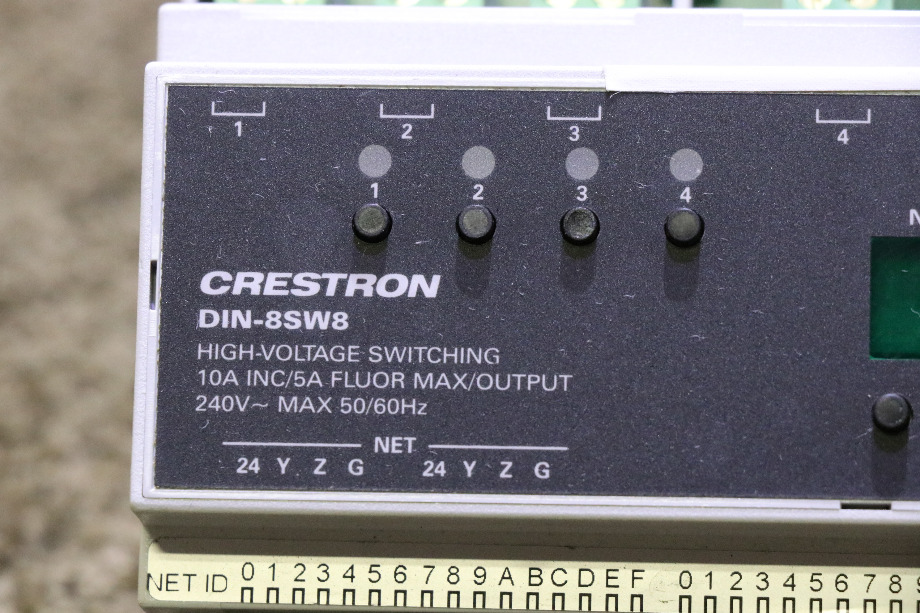 1 2 3 4
1 2 3 4
N
CRESTRON
DIN-8SW8
HIGH-VOLTAGE SWITCHING
10A INC/5A FLUOR MAX/OUTPUT
240V~ MAX 50/60Hz
NET
24 Y Z G 24 Y Z G
NET ID 0 1 2 3 4 5 6 7 8 9 A B C D E F 0 1 2 3 4 5 6 7 8